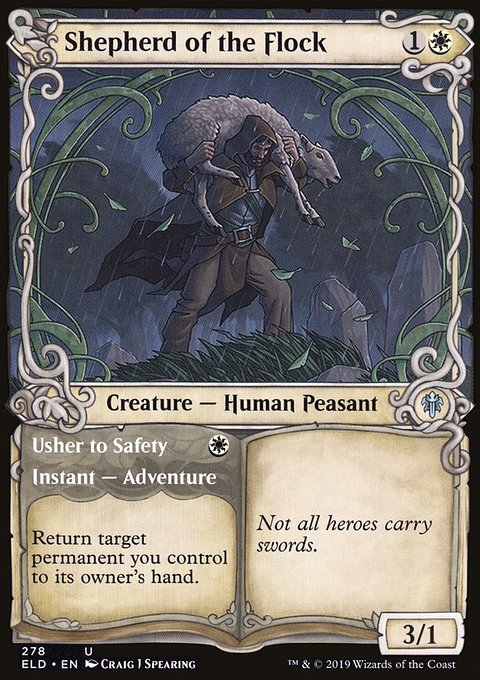 Shepherd of the Flock 1
Creature — Human Peasant
Usher to Safety
Instant — Adventure
Return target
permanent you control
to its owner's hand.
Not all heroes carry
swords.
3/1
278 U
ELD • EN Craig J Spearing
™ & © 2019 Wizards of the Coast